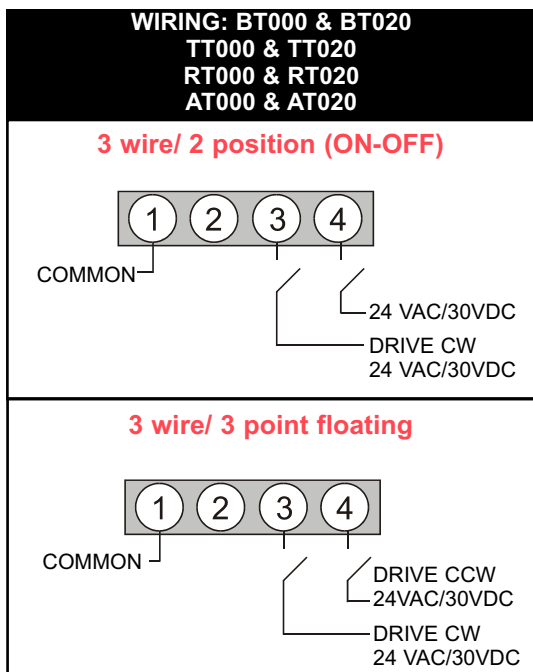 WIRING: BT000 & BT020
TT000 & TT020
RT000 & RT020
AT000 & AT020
3 wire/ 2 position (ON-OFF)
1 2 3 4
COMMON
24 VAC/30VDC
DRIVE CW
24 VAC/30VDC
3 wire/ 3 point floating
1 2 3 4
COMMON
DRIVE CCW
24VAC/30VDC
DRIVE CW
24 VAC/30VDC